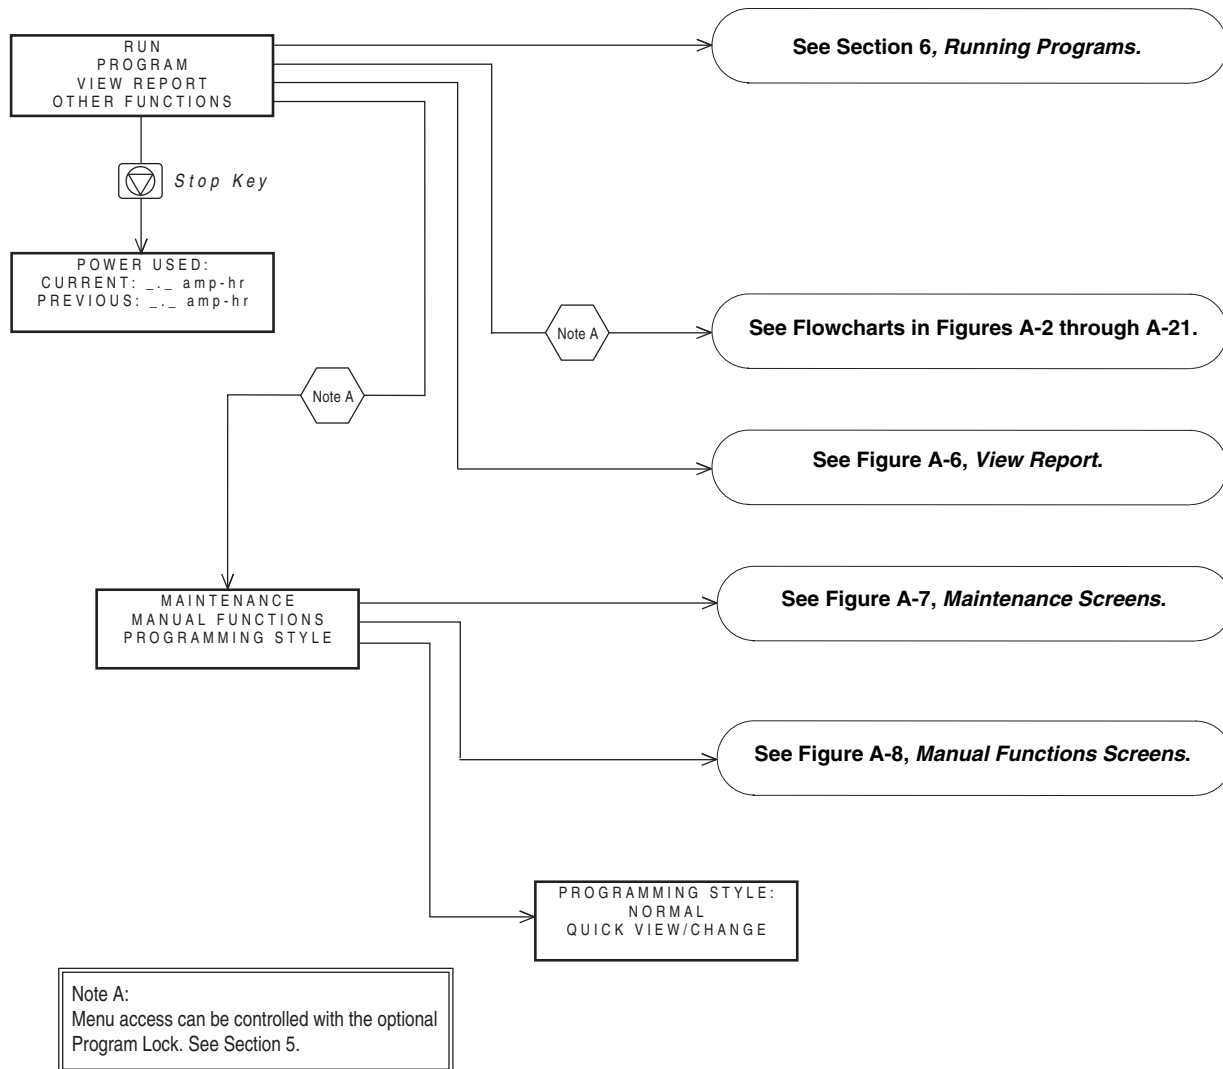 RUN
PROGRAM
VIEW REPORT
OTHER FUNCTIONS
See Section 6, Running Programs.
Stop Key
POWER USED:
CURRENT: _._ amp-hr
PREVIOUS: _._ amp-hr
Note A
See Flowcharts in Figures A-2 through A-21.
Note A
See Figure A-6, View Report.
MAINTENANCE
MANUAL FUNCTIONS
PROGRAMMING STYLE
See Figure A-7, Maintenance Screens.
See Figure A-8, Manual Functions Screens.
PROGRAMMING STYLE:
NORMAL
QUICK VIEW/CHANGE
Note A:
Menu access can be controlled with the optional
Program Lock. See Section 5.